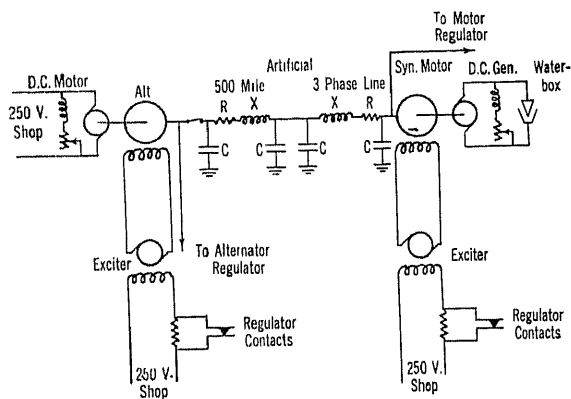 To Motor
Regulator
Artificial
D.C. Motor
Alt
500 Mile
3 Phase Line
Syn. Motor
D.C. Gen.
Water-
box
R
X
X
R
250 V.
Shop
C
C
C
C
Exciter
To Alternator
Regulator
Exciter
Regulator
Contacts
Regulator
Contacts
250 V.
Shop
250 V.
Shop